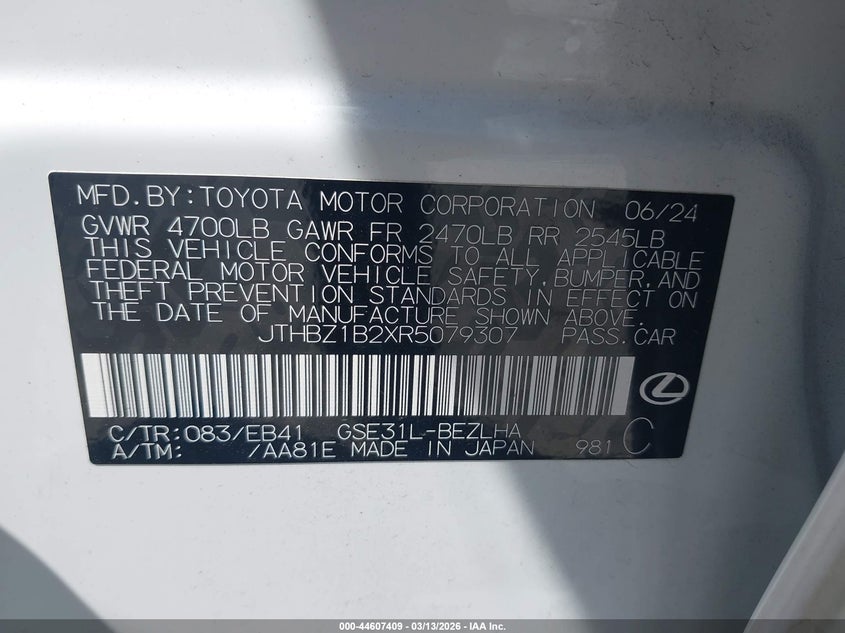 MFD.BY:TOYOTA MOTOR CORPORATION 06/24
GVWR 4700LB GAWR FR 2470LB RR 2545LB
THIS VEHICLE CONFORMS TO ALL APPLICABLE
FEDERAL MOTOR VEHICLE SAFETY,BUMPER,AND
THEFT PREVENTION STANDARDS IN EFFECT ON
THE DATE OF MANUFACTURE SHOWN ABOVE.
JTHBZ1B2XR5079307 PASS.CAR
C/TR:083/EB41 GSE31L-BEZLHA
A/TM: /AA81E MADE IN JAPAN 981 C
000-44607409 - 03/13/2026 - IAA Inc.